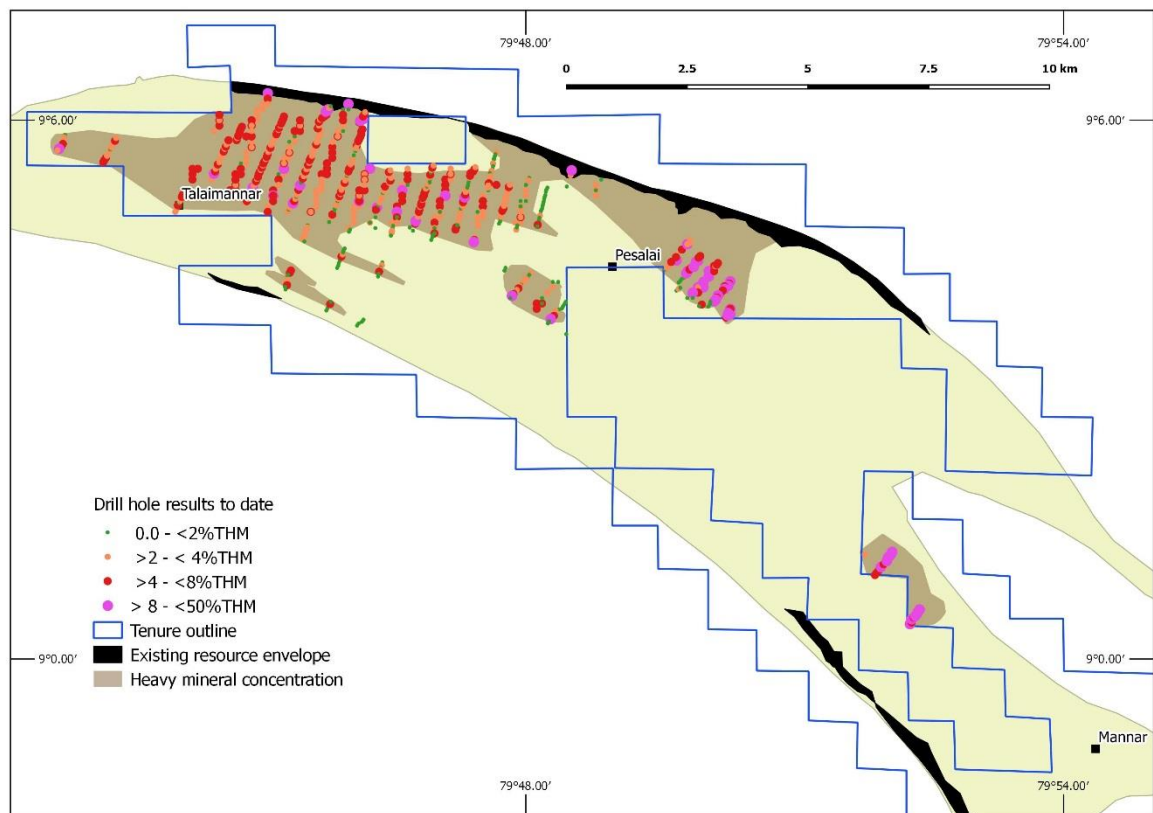 79°48.00' 79°54.00'
0 2.5 5 7.5 10 km
9°6.00' 9°6.00'
Talaimannar
Pesalai
Drill hole results to date
0.0 - <2%THM
>2 - < 4%THM
>4 - <8%THM
> 8 - <50%THM
Tenure outline
Existing resource envelope
Heavy mineral concentration
9°0.00' 9°0.00'
Mannar
79°48.00' 79°54.00'